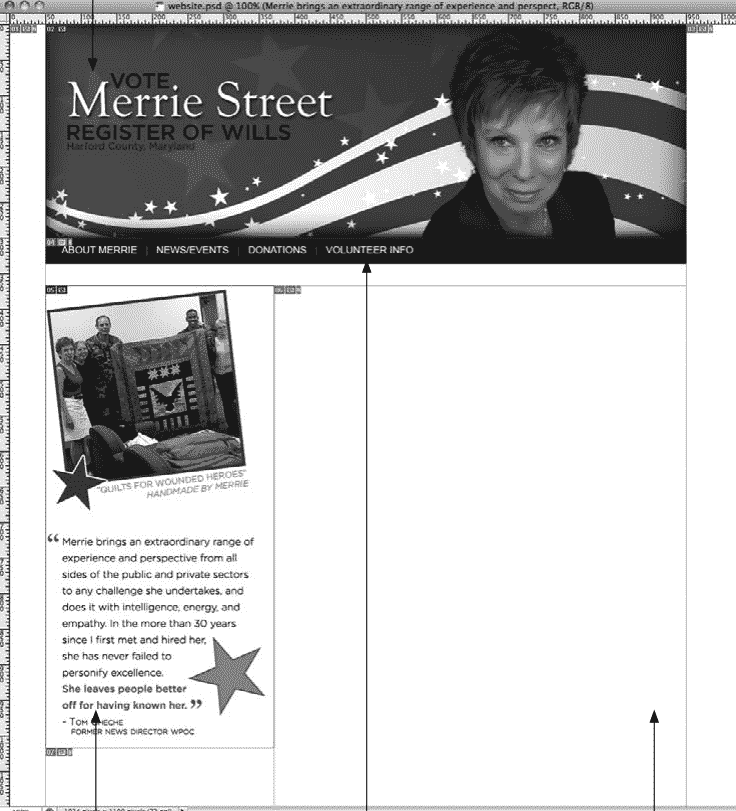 website.psd @ 100% (Merrie brings an extraordinary range of experience and perspect, RGB/8)
VOTE
Merrie Street
REGISTER OF WILLS
Harford County, Maryland
ABOUT MERRIE | NEWS/EVENTS | DONATIONS | VOLUNTEER INFO
"QUILTS FOR WOUNDED HEROES"
HANDMADE BY MERRIE
“ Merrie brings an extraordinary range of
experience and perspective from all
sides of the public and private sectors
to any challenge she undertakes, and
does it with intelligence, energy, and
empathy. In the more than 30 years
since I first met and hired her,
she has never failed to
personify excellence.
She leaves people better
off for having known her. ”
- TOM
FORMER NEWS DIRECTOR WPOC